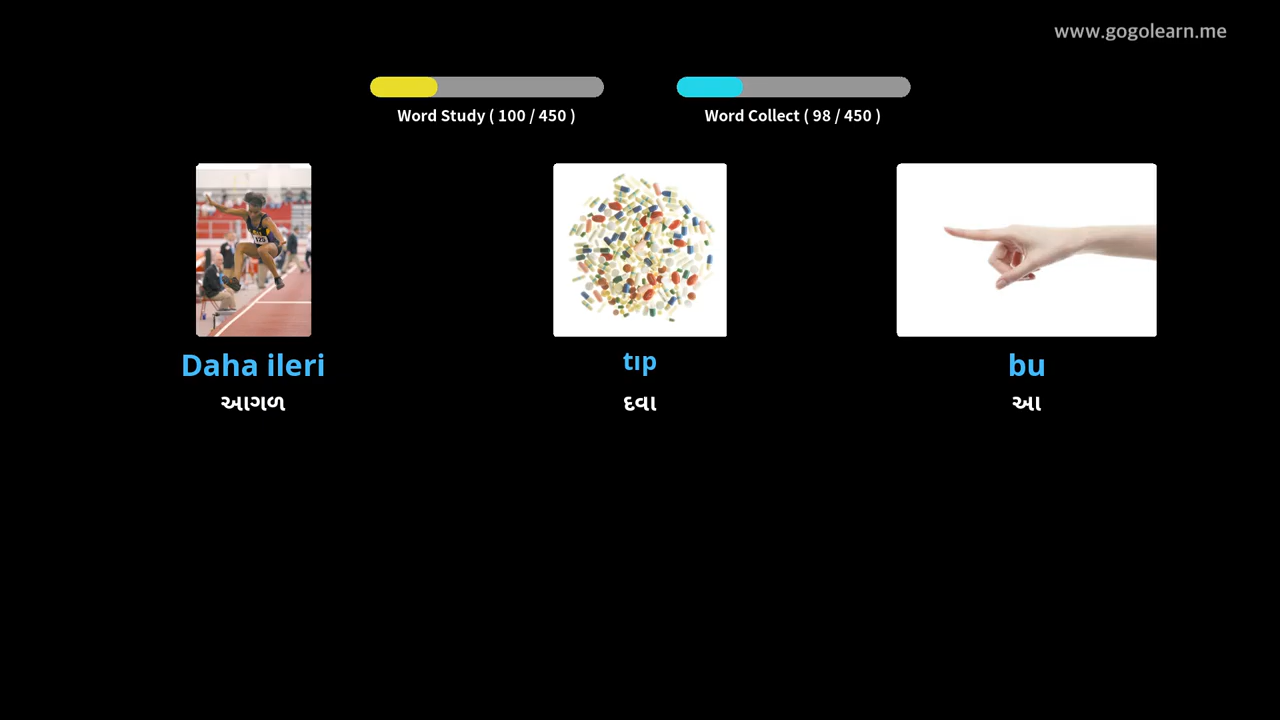 www.gogolearn.me
Word Study ( 100 / 450 )
Word Collect ( 98 / 450 )
Daha ileri
tıp
bu
આગળ
દવા
આ